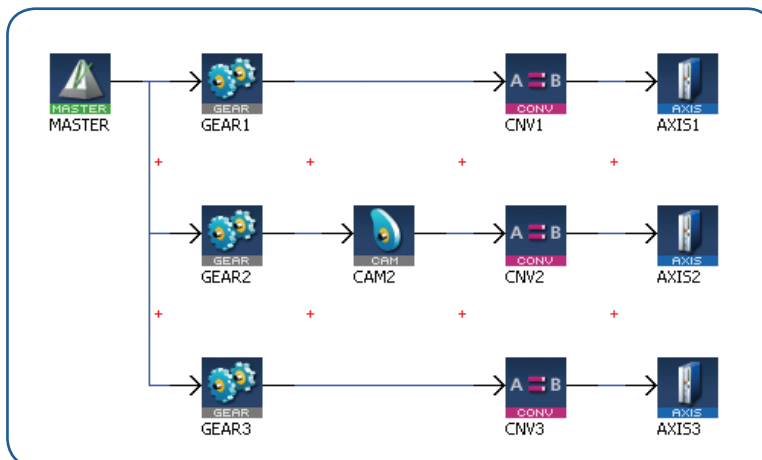 MASTER
MASTER
GEAR
GEAR1
A B
CONV
CNV1
AXIS
AXIS1
GEAR
GEAR2
CAM
CAM2
A B
CONV
CNV2
AXIS
AXIS2
GEAR
GEAR3
A B
CONV
CNV3
AXIS
AXIS3